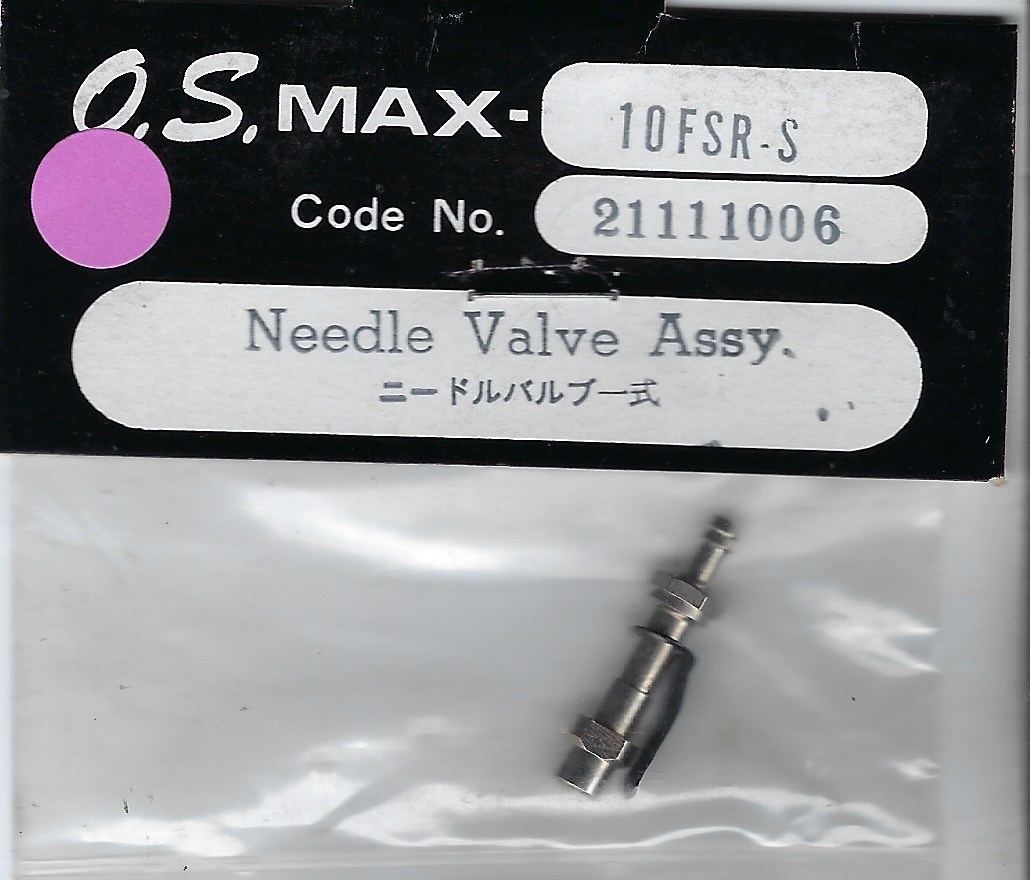 O.S. MAX- 10FSR-S
Code No. 21111006
Needle Valve Assy.
ニードルバルブ一式